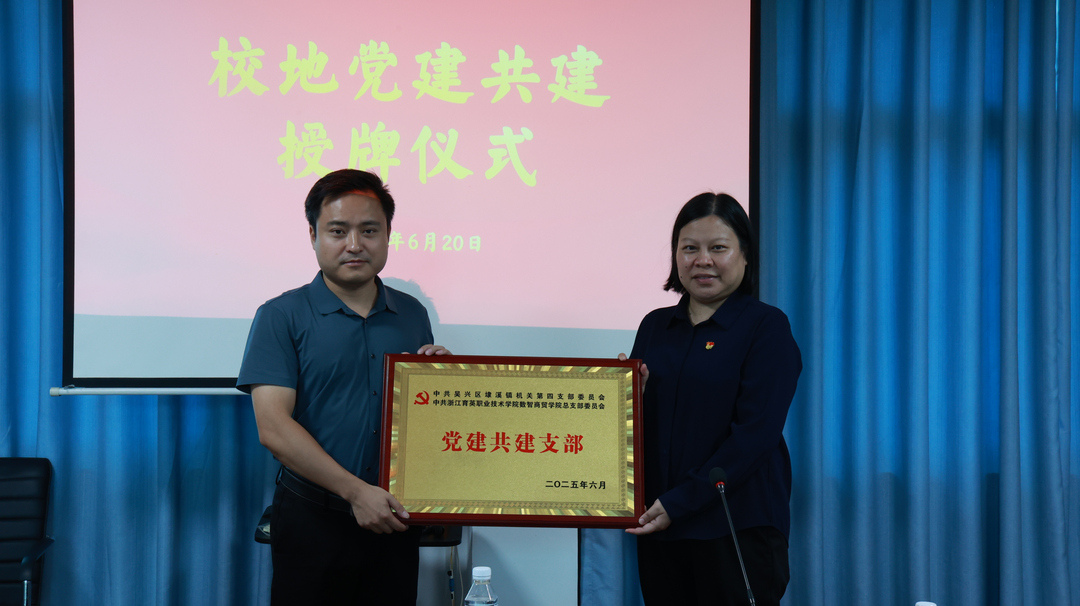 校地党建共建
授牌仪式
年6月20日
中共吴兴区埭溪镇机关第四支部委员会
中共浙江育英职业技术学院数智商贸学院总支部委员会
党建共建支部
二〇二五年六月